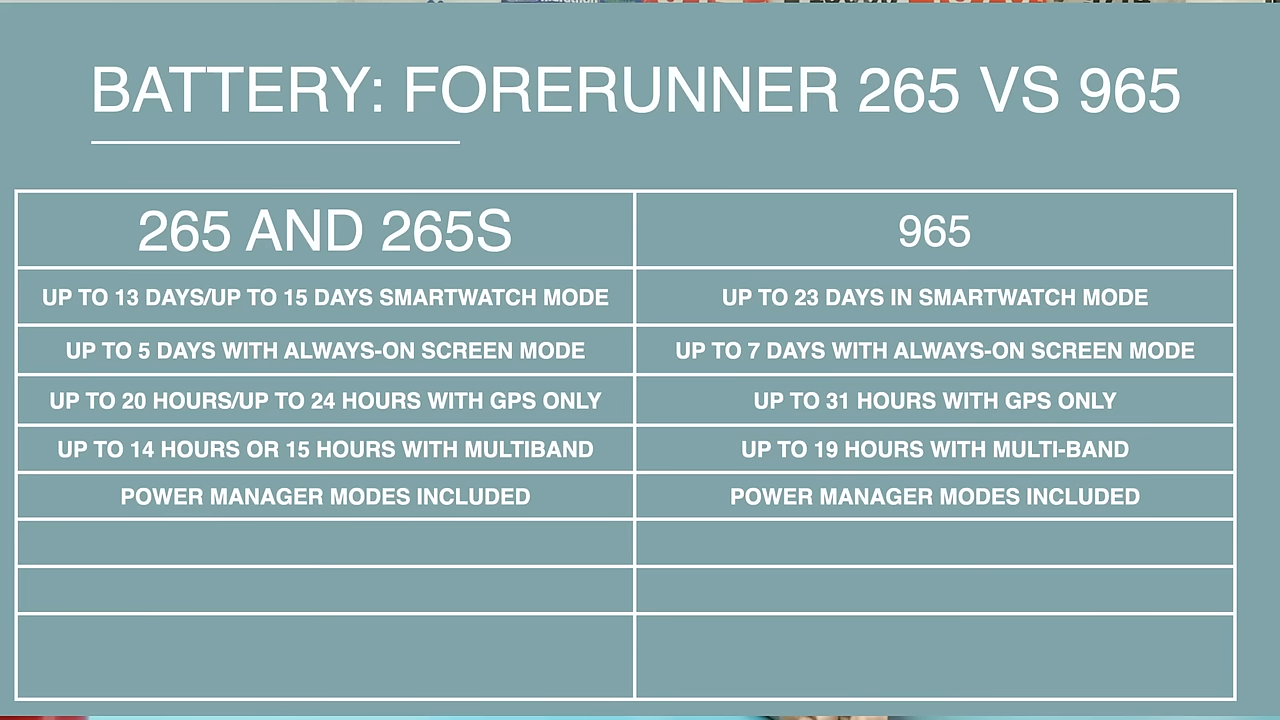 BATTERY: FORERUNNER 265 VS 965
265 AND 265S
965
UP TO 13 DAYS/UP TO 15 DAYS SMARTWATCH MODE
UP TO 23 DAYS IN SMARTWATCH MODE
UP TO 5 DAYS WITH ALWAYS-ON SCREEN MODE
UP TO 7 DAYS WITH ALWAYS-ON SCREEN MODE
UP TO 20 HOURS/UP TO 24 HOURS WITH GPS ONLY
UP TO 31 HOURS WITH GPS ONLY
UP TO 14 HOURS OR 15 HOURS WITH MULTIBAND
UP TO 19 HOURS WITH MULTI-BAND
POWER MANAGER MODES INCLUDED
POWER MANAGER MODES INCLUDED